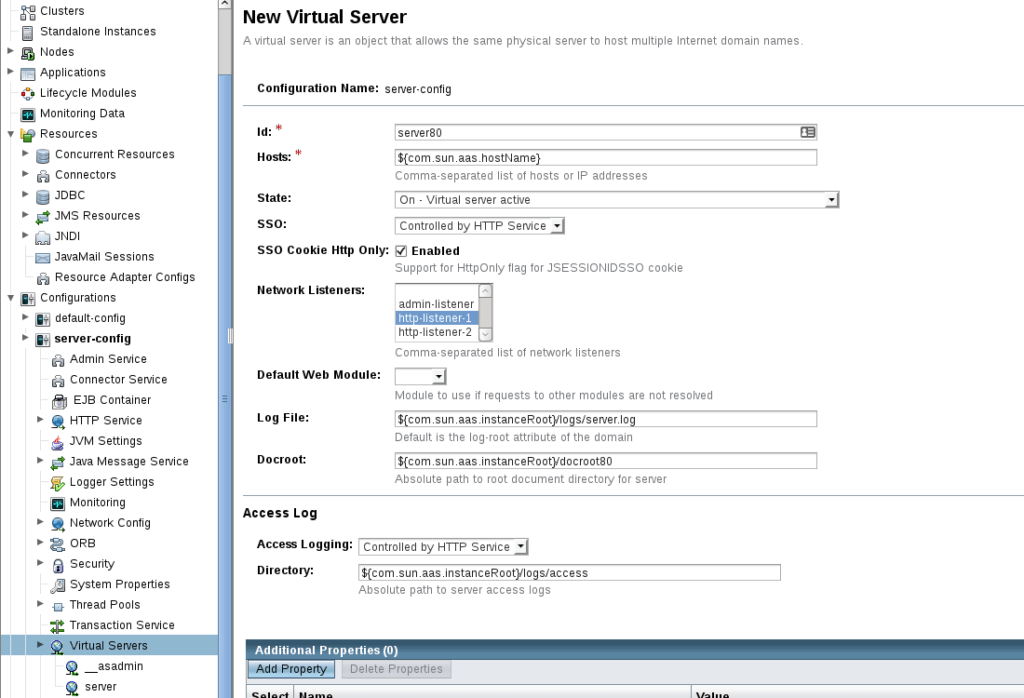 Clusters
Standalone Instances
Nodes
Applications
Lifecycle Modules
Monitoring Data
Resources
Concurrent Resources
Connectors
JDBC
JMS Resources
JNDI
JavaMail Sessions
Resource Adapter Configs
Configurations
default-config
server-config
Admin Service
Connector Service
EJB Container
HTTP Service
JVM Settings
Java Message Service
Logger Settings
Monitoring
Network Config
ORB
Security
System Properties
Thread Pools
Transaction Service
Virtual Servers
__asadmin
server
New Virtual Server
A virtual server is an object that allows the same physical server to host multiple Internet domain names.
Configuration Name: server-config
Id: * server80
Hosts: * ${com.sun.aas.hostName}
Comma-separated list of hosts or IP addresses
State: On - Virtual server active
SSO: Controlled by HTTP Service
SSO Cookie Http Only: Enabled
Support for HttpOnly flag for JSESSIONIDSSO cookie
Network Listeners:
admin-listener
http-listener-1
http-listener-2
Comma-separated list of network listeners
Default Web Module:
Module to use if requests to other modules are not resolved
Log File: ${com.sun.aas.instanceRoot}/logs/server.log
Default is the log-root attribute of the domain
Docroot: ${com.sun.aas.instanceRoot}/docroot80
Absolute path to root document directory for server
Access Log
Access Logging: Controlled by HTTP Service
Directory: ${com.sun.aas.instanceRoot}/logs/access
Absolute path to server access logs
Additional Properties (0)
Add Property Delete Properties
Select Name Value